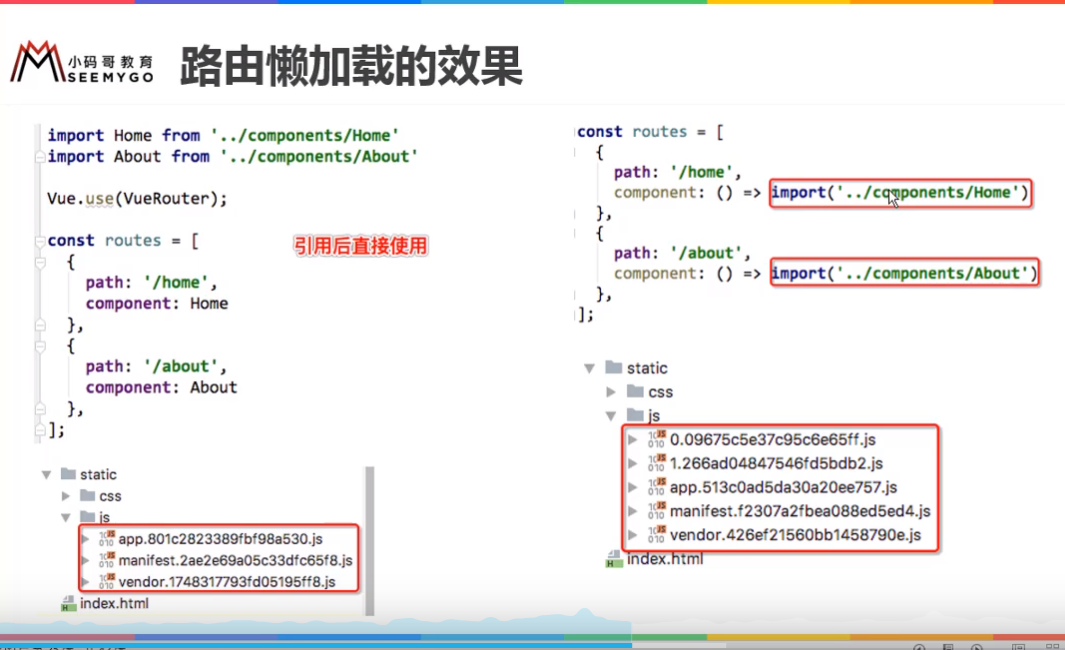 小码哥教育
SEEMYGO
路由懒加载的效果
import Home from '../components/Home'
import About from '../components/About'
Vue.use(VueRouter);
const routes = [
{
path: '/home',
component: Home
},
{
path: '/about',
component: About
},
];
引用后直接使用
static
css
js
app.801c2823389fbf98a530.js
manifest.2ae2e69a05c33dfc65f8.js
vendor.1748317793fd05195ff8.js
index.html
const routes = [
{
path: '/home',
component: () => import('../components/Home')
},
{
path: '/about',
component: () => import('../components/About')
},
];
static
css
js
0.09675c5e37c95c6e65ff.js
1.266ad04847546fd5bdb2.js
app.513c0ad5da30a20ee757.js
manifest.f2307a2fbea088ed5ed4.js
vendor.426ef21560bb1458790e.js
index.html